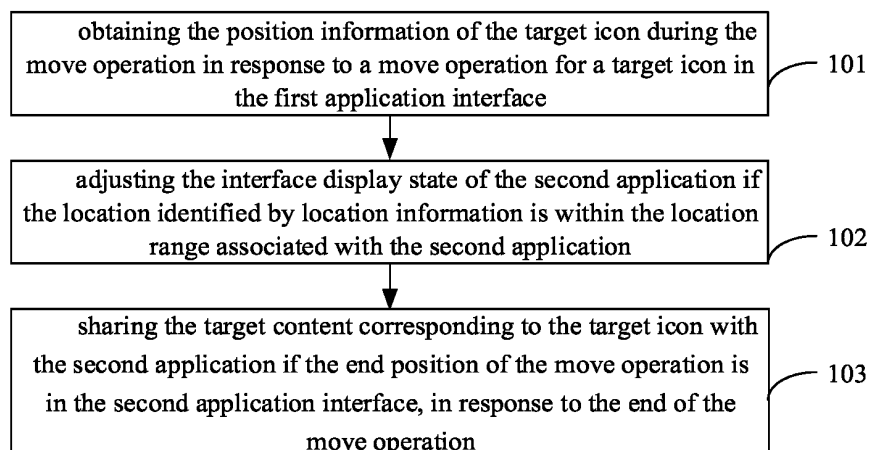 obtaining the position information of the target icon during the
move operation in response to a move operation for a target icon in
the first application interface
101
adjusting the interface display state of the second application if
the location identified by location information is within the location
range associated with the second application
102
sharing the target content corresponding to the target icon with
the second application if the end position of the move operation is
in the second application interface, in response to the end of the
move operation
103